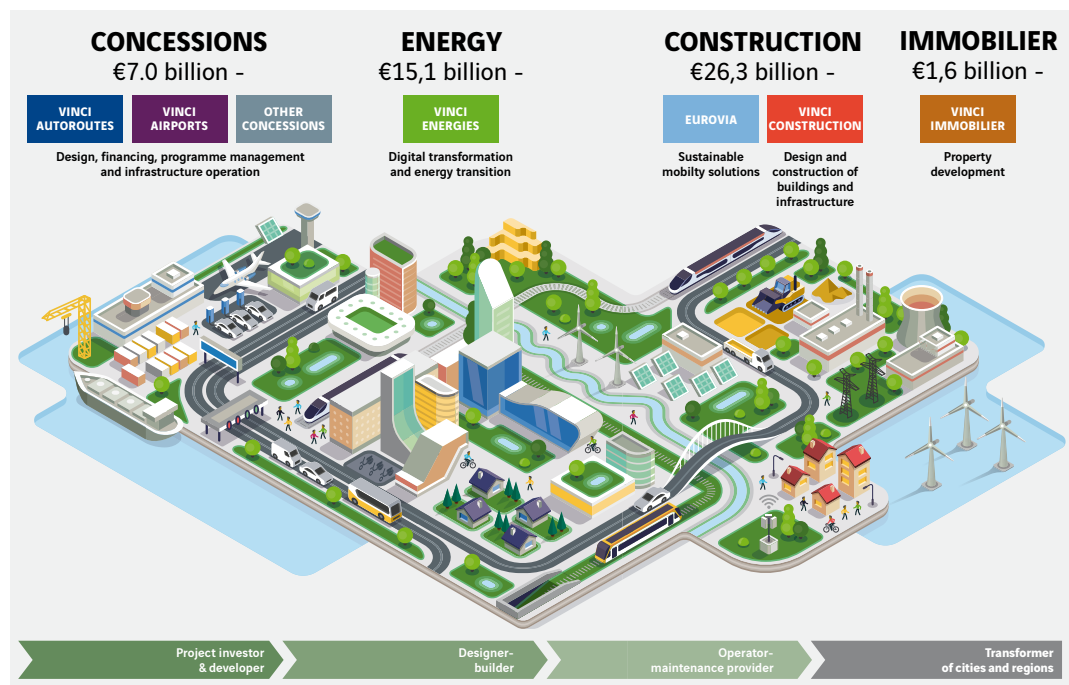 CONCESSIONS
€7.0 billion -
VINCI
AUTOROUTES
VINCI
AIRPORTS
OTHER
CONCESSIONS
Design, financing, programme management
and infrastructure operation
ENERGY
€15,1 billion -
VINCI
ENERGIES
Digital transformation
and energy transition
CONSTRUCTION
€26,3 billion -
EUROVIA
VINCI
CONSTRUCTION
Sustainable
mobilty solutions
Design and
construction of
buildings and
infrastructure
IMMOBILIER
€1,6 billion -
VINCI
IMMOBILIER
Property
development
Project investor
& developer
Designer-
builder
Operator-
maintenance provider
Transformer
of cities and regions